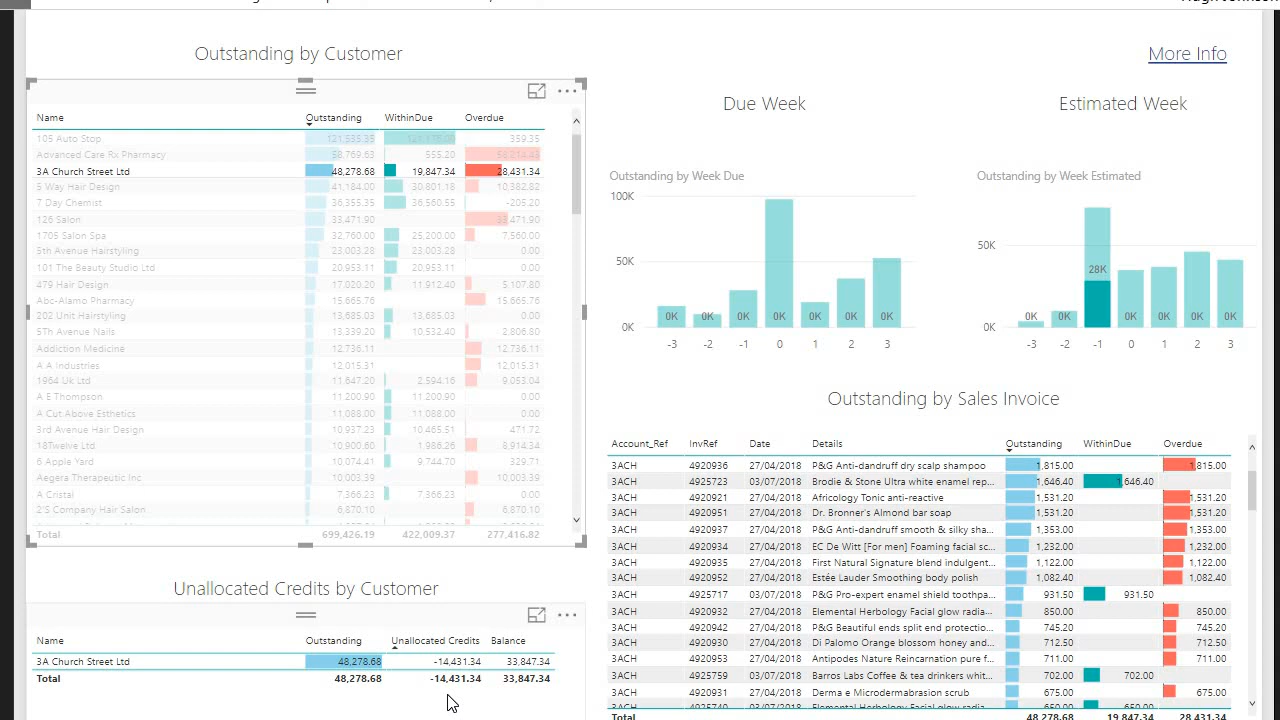 Outstanding by Customer
More Info
Name Outstanding WithinDue Overdue
105 Auto Stop 121,535.35 121,176.00 359.35
Advanced Care Rx Pharmacy 58,769.63 555.20 58,214.43
3A Church Street Ltd 48,278.68 19,847.34 28,431.34
5 Way Hair Design 41,184.00 30,801.18 10,382.82
7 Day Chemist 36,355.35 36,560.55 -205.20
126 Salon 33,471.90 33,471.90
1705 Salon Spa 32,760.00 25,200.00 7,560.00
5th Avenue Hairstyling 23,003.28 23,003.28 0.00
101 The Beauty Studio Ltd 20,953.11 20,953.11 0.00
479 Hair Design 17,020.20 11,912.40 5,107.80
Abc-Alamo Pharmacy 15,665.76 15,665.76
202 Unit Hairstyling 13,685.03 13,685.03 0.00
5Th Avenue Nails 13,339.20 10,532.40 2,806.80
Addiction Medicine 12,736.11 12,736.11
A A Industries 12,015.31 12,015.31
1964 Uk Ltd 11,647.20 2,594.16 9,053.04
A E Thompson 11,200.90 11,200.90 0.00
A Cut Above Esthetics 11,088.00 11,088.00 0.00
3rd Avenue Hair Design 10,937.23 10,465.51 471.72
18Twelve Ltd 10,900.60 1,986.26 8,914.34
6 Apple Yard 10,074.41 9,744.70 329.71
Aegera Therapeutic Inc 10,003.39 10,003.39
A Cristal 7,366.23 7,366.23 0.00
2'S Company Hair Salon 6,870.10 6,870.10
Total 699,426.19 422,009.37 277,416.82
Due Week
Outstanding by Week Due
100K
50K
0K
0K 0K 0K 0K 0K 0K 0K
-3 -2 -1 0 1 2 3
Estimated Week
Outstanding by Week Estimated
50K
28K
0K
0K 0K 0K 0K 0K 0K
-3 -2 -1 0 1 2 3
Outstanding by Sales Invoice
Account_Ref InvRef Date Details Outstanding WithinDue Overdue
3ACH 4920936 27/04/2018 P&G Anti-dandruff dry scalp shampoo 1,815.00 1,815.00
3ACH 4925723 03/07/2018 Brodie & Stone Ultra white enamel rep... 1,646.40 1,646.40
3ACH 4920921 27/04/2018 Africology Tonic anti-reactive 1,531.20 1,531.20
3ACH 4920951 27/04/2018 Dr. Bronner's Almond bar soap 1,531.20 1,531.20
3ACH 4920937 27/04/2018 P&G Anti-dandruff smooth & silky sha... 1,353.00 1,353.00
3ACH 4920934 27/04/2018 EC De Witt [For men] Foaming facial sc... 1,232.00 1,232.00
3ACH 4920935 27/04/2018 First Natural Signature blend indulgent... 1,122.00 1,122.00
3ACH 4920952 27/04/2018 Estée Lauder Smoothing body polish 1,082.40 1,082.40
3ACH 4925717 03/07/2018 P&G Pro-expert enamel shield toothpa... 931.50 931.50
3ACH 4920932 27/04/2018 Elemental Herbology Facial glow radia... 850.00 850.00
3ACH 4920942 27/04/2018 P&G Beautiful ends split end protectio... 745.20 745.20
3ACH 4920930 27/04/2018 Di Palomo Orange blossom honey and... 712.50 712.50
3ACH 4920953 27/04/2018 Antipodes Nature Reincarnation pure f... 711.00 711.00
3ACH 4925759 03/07/2018 Barros Labs Coffee & tea drinkers whit... 702.00 702.00
3ACH 4920931 27/04/2018 Derma e Microdermabrasion scrub 675.00 675.00
3ACH 4925740 03/07/2018 Elemental Herbology Facial glow radia... 650.00 650.00
Total 48,278.68 19,847.34 28,431.34
Unallocated Credits by Customer
Name Outstanding Unallocated Credits Balance
3A Church Street Ltd 48,278.68 -14,431.34 33,847.34
Total 48,278.68 -14,431.34 33,847.34